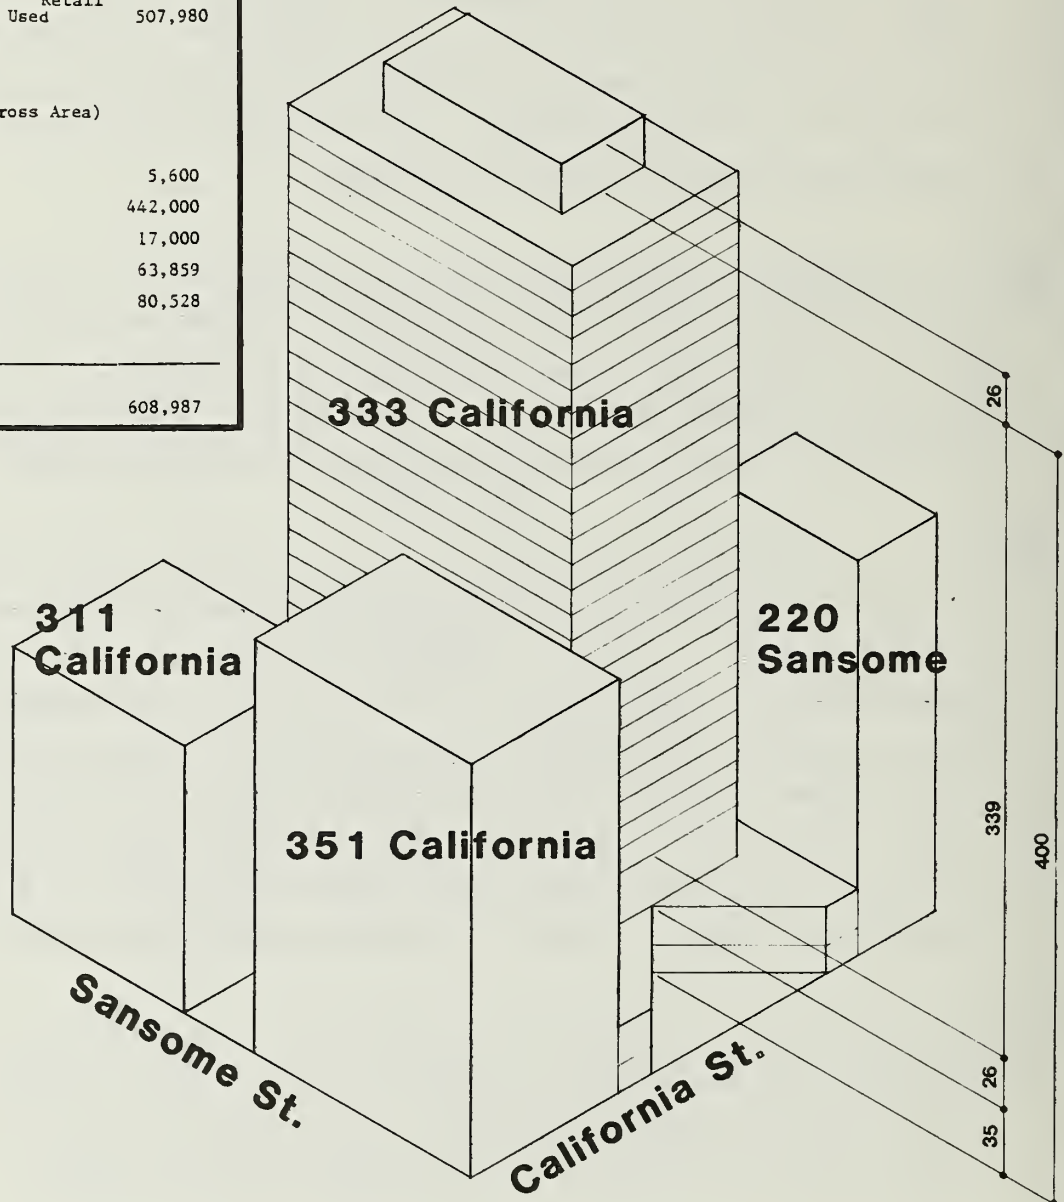 Retail
Used 507,980
ross Area)
5,600
442,000
17,000
63,859
80,528
608,987
333 California
26
311
California
220
Sansome
351 California
339
400
Sansome St.
California St.
26
35